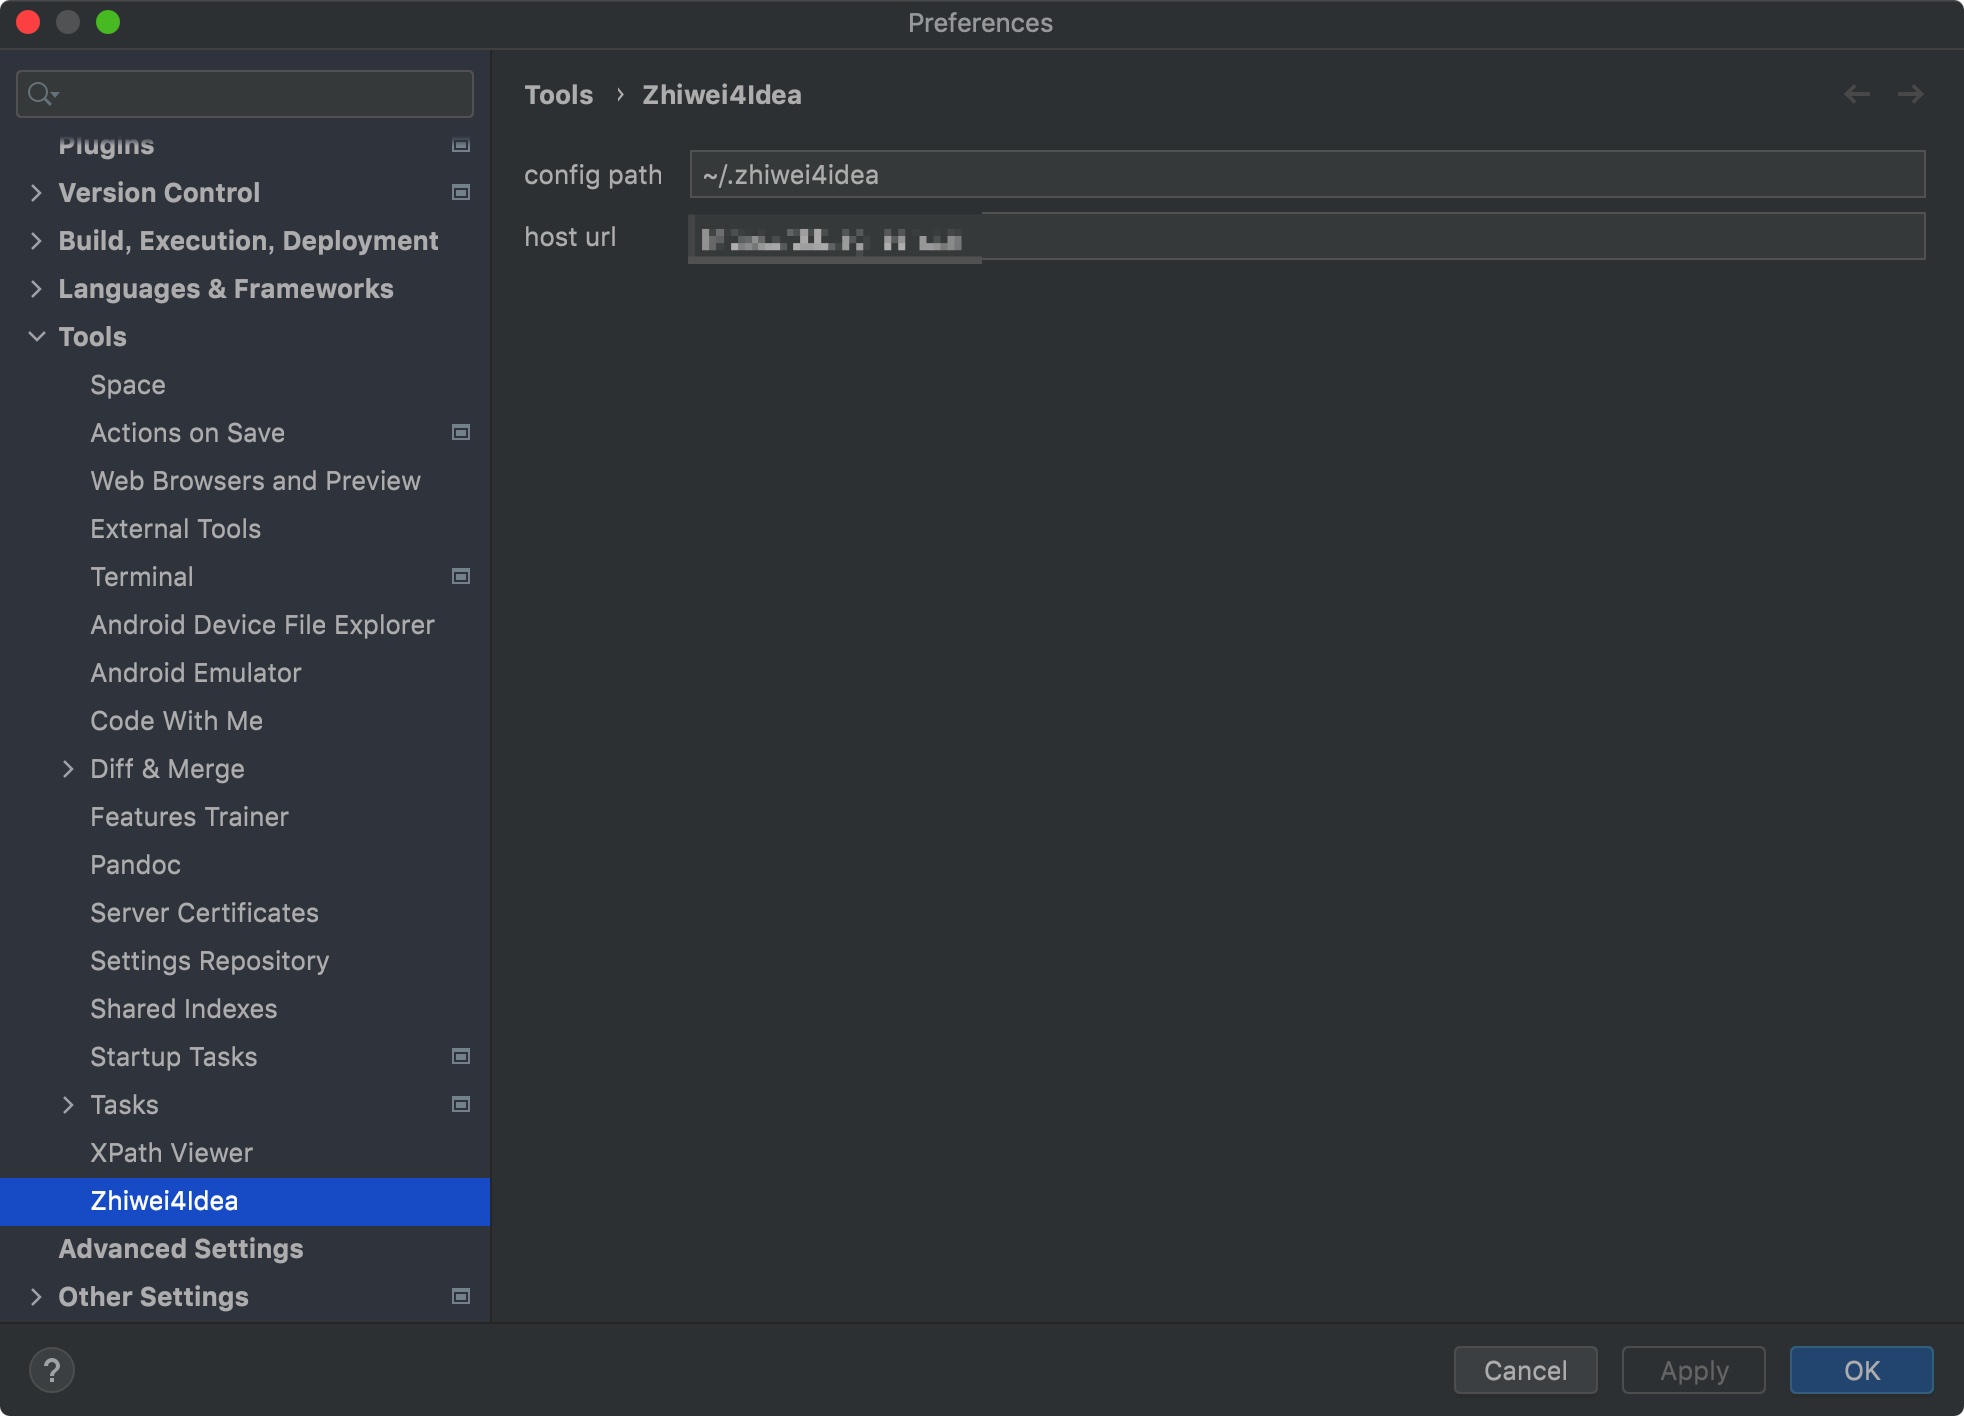 Preferences
Plugins
Version Control
Build, Execution, Deployment
Languages & Frameworks
Tools
Space
Actions on Save
Web Browsers and Preview
External Tools
Terminal
Android Device File Explorer
Android Emulator
Code With Me
Diff & Merge
Features Trainer
Pandoc
Server Certificates
Settings Repository
Shared Indexes
Startup Tasks
Tasks
XPath Viewer
Zhiwei4Idea
Advanced Settings
Other Settings
Tools › Zhiwei4Idea
config path ~/.zhiwei4idea
host url
?
Cancel Apply OK